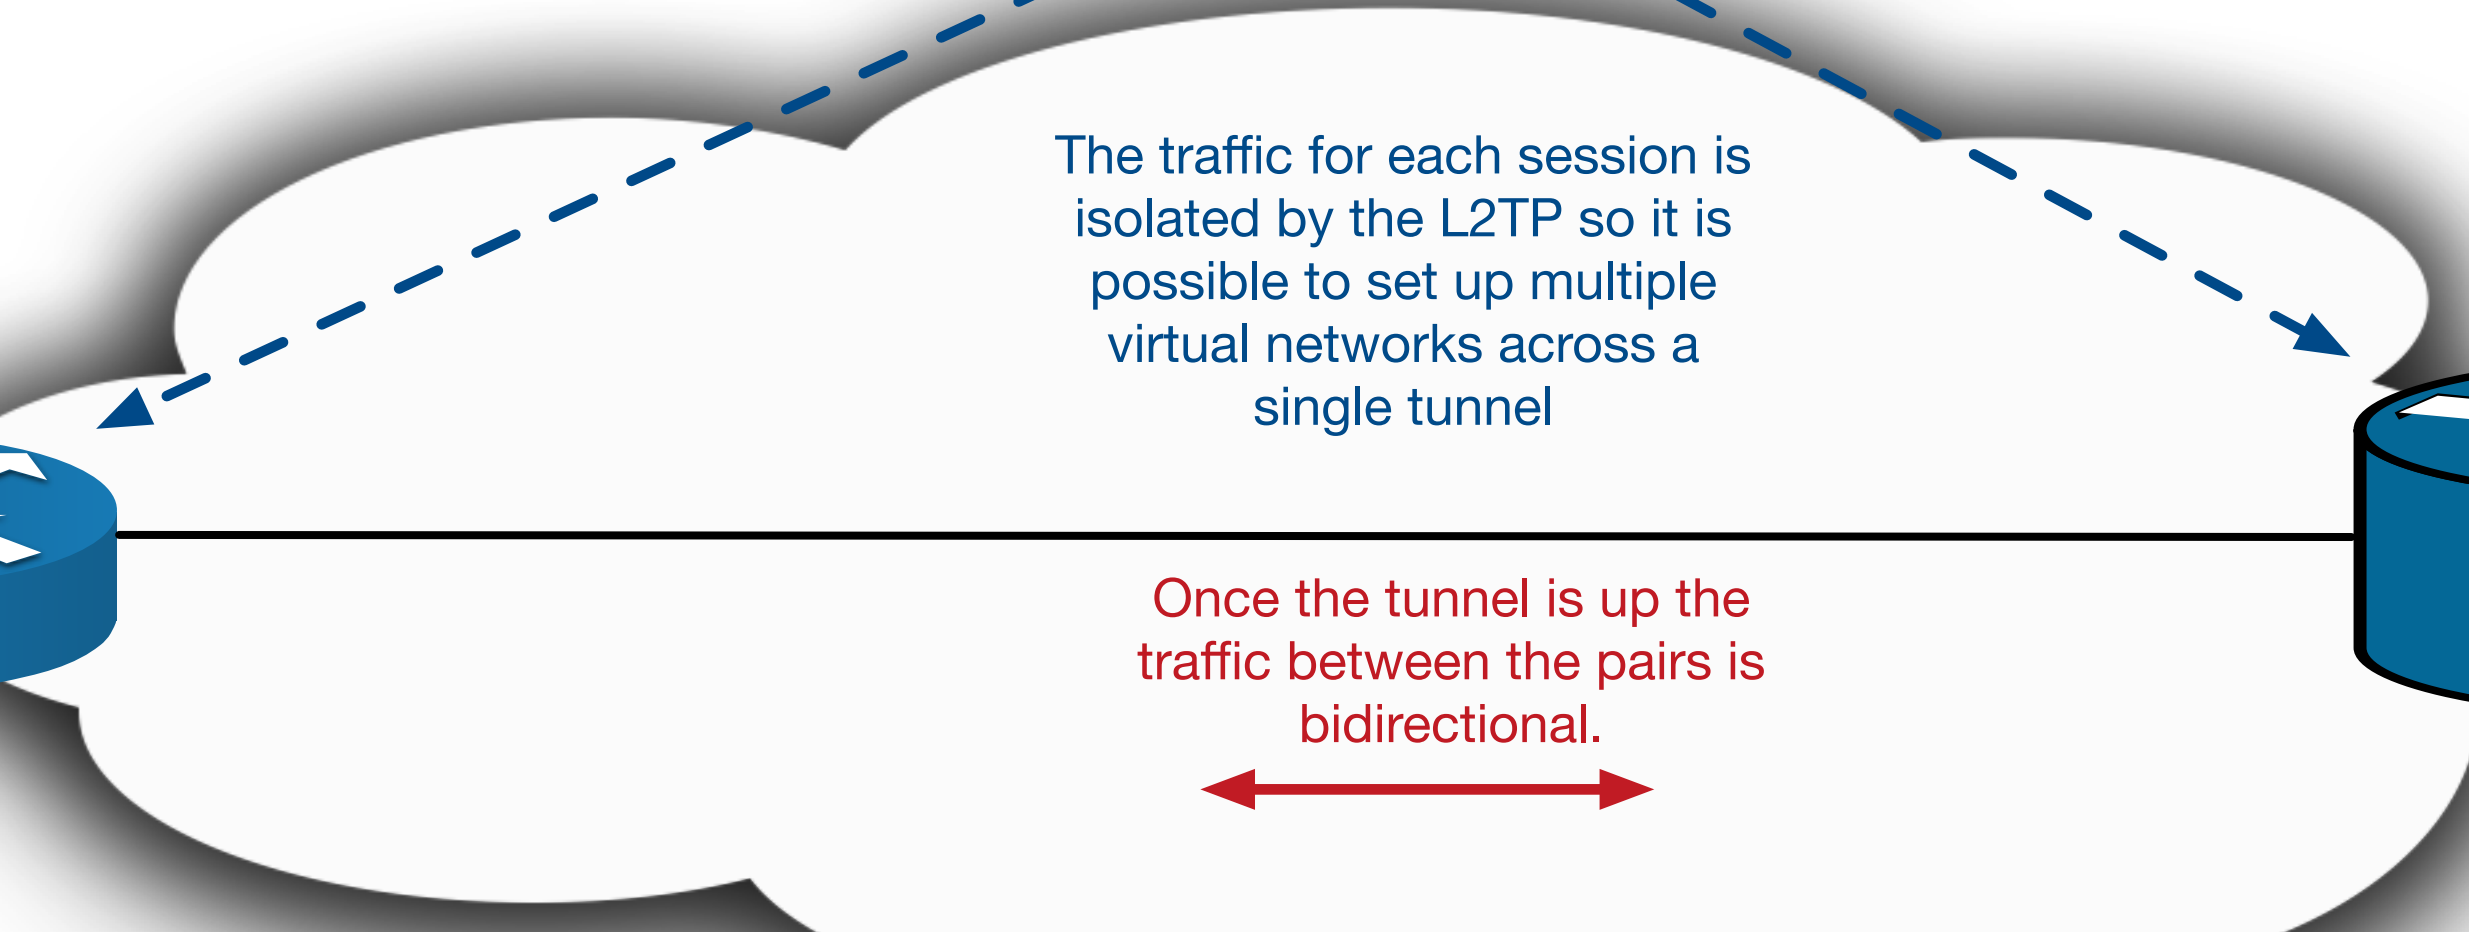 The traffic for each session is
isolated by the L2TP so it is
possible to set up multiple
virtual networks across a
single tunnel
Once the tunnel is up the
traffic between the pairs is
bidirectional.